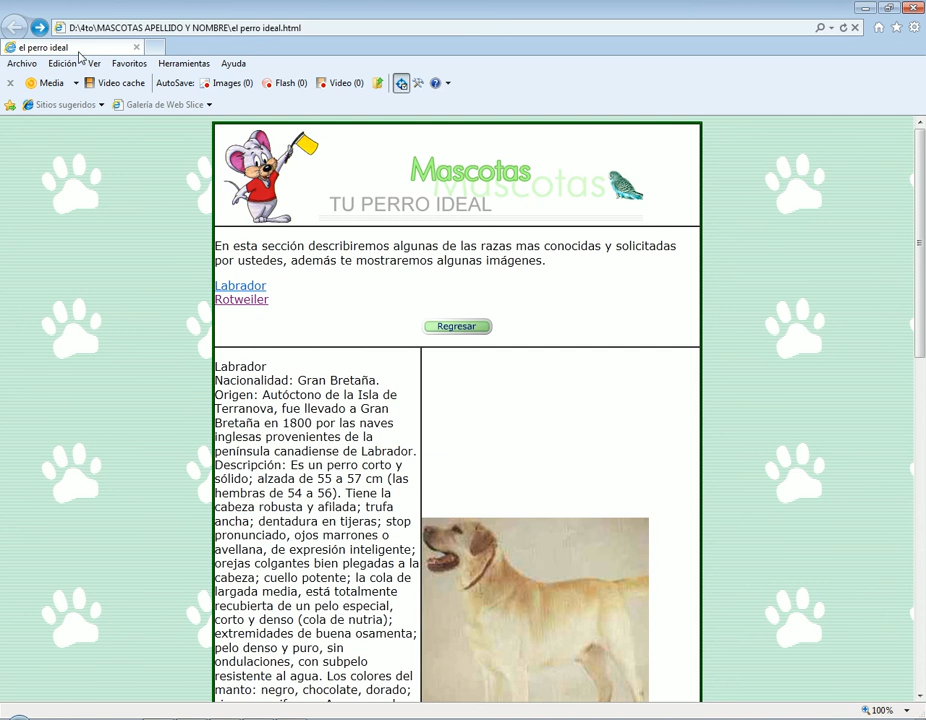 D:\4to\MASCOTAS APELLIDO Y NOMBRE\el perro ideal.html
el perro ideal
Archivo Edición Ver Favoritos Herramientas Ayuda
Media Video cache AutoSave: Images (0) Flash (0) Video (0)
Sitios sugeridos Galería de Web Slice
Mascotas
Mascotas
TU PERRO IDEAL
En esta sección describiremos algunas de las razas mas conocidas y solicitadas
por ustedes, además te mostraremos algunas imágenes.
Labrador
Rotweiler
Regresar
Labrador
Nacionalidad: Gran Bretaña.
Origen: Autóctono de la Isla de
Terranova, fue llevado a Gran
Bretaña en 1800 por las naves
inglesas provenientes de la
península canadiense de Labrador.
Descripción: Es un perro corto y
sólido; alzada de 55 a 57 cm (las
hembras de 54 a 56). Tiene la
cabeza robusta y afilada; trufa
ancha; dentadura en tijeras; stop
pronunciado, ojos marrones o
avellana, de expresión inteligente;
orejas colgantes bien plegadas a la
cabeza; cuello potente; la cola de
largada media, está totalmente
recubierta de un pelo especial,
corto y denso (cola de nutria);
extremidades de buena osamenta;
pelo denso y puro, sin
ondulaciones, con subpelo
resistente al agua. Los colores del
manto: negro, chocolate, dorado;
100%